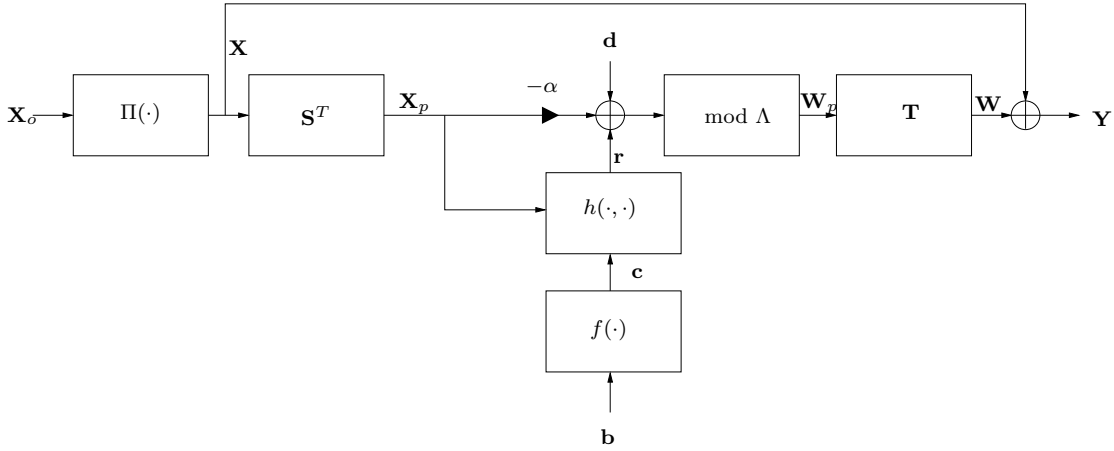 X
d
−α
X_o
Π(·)
S^T
X_p
mod Λ
W_p
T
W
Y
r
h(·,·)
c
f(·)
b